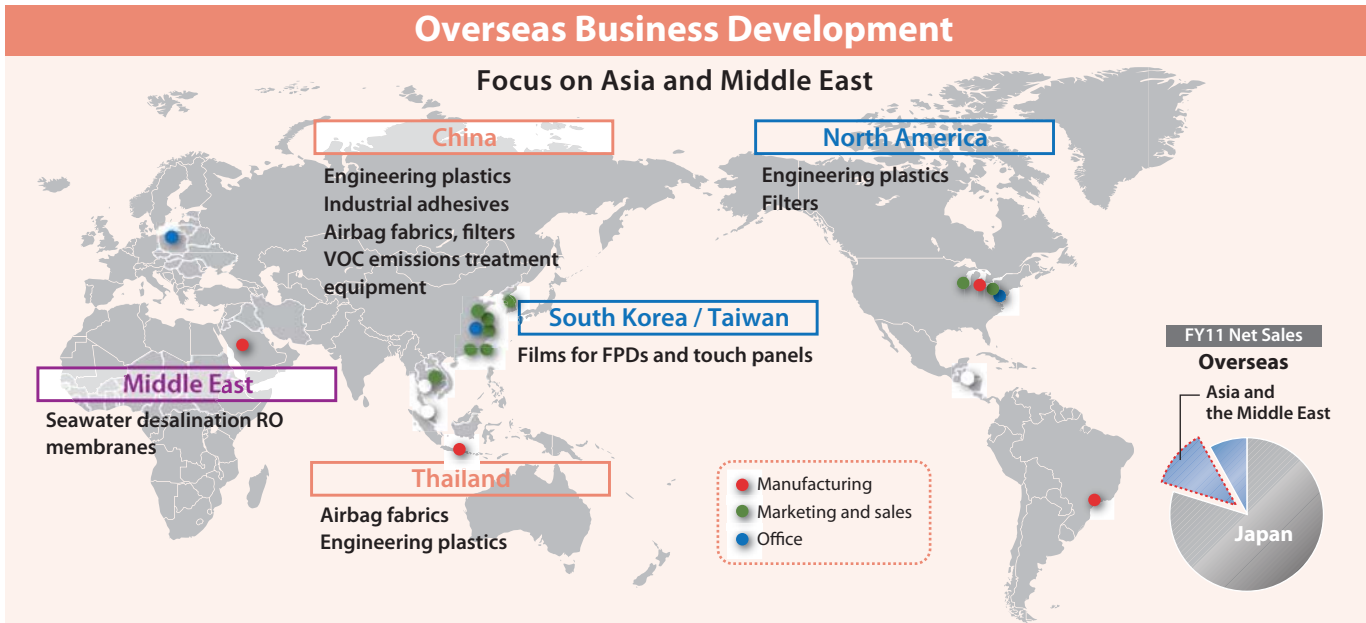 Overseas Business Development
Focus on Asia and Middle East
China
Engineering plastics
Industrial adhesives
Airbag fabrics, filters
VOC emissions treatment
equipment
North America
Engineering plastics
Filters
South Korea / Taiwan
Films for FPDs and touch panels
Middle East
Seawater desalination RO
membranes
Thailand
Airbag fabrics
Engineering plastics
Manufacturing
Marketing and sales
Office
FY11 Net Sales
Overseas
Asia and
the Middle East
Japan